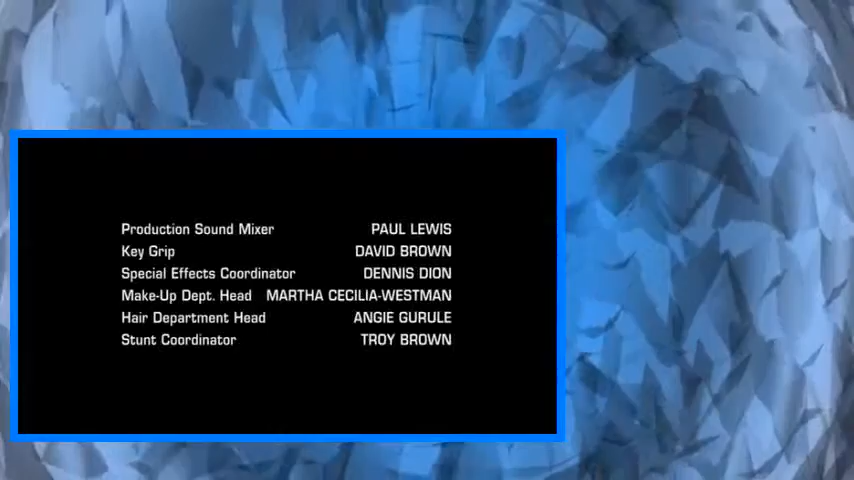 Production Sound Mixer PAUL LEWIS
Key Grip DAVID BROWN
Special Effects Coordinator DENNIS DION
Make-Up Dept. Head MARTHA CECILIA-WESTMAN
Hair Department Head ANGIE GURULE
Stunt Coordinator TROY BROWN